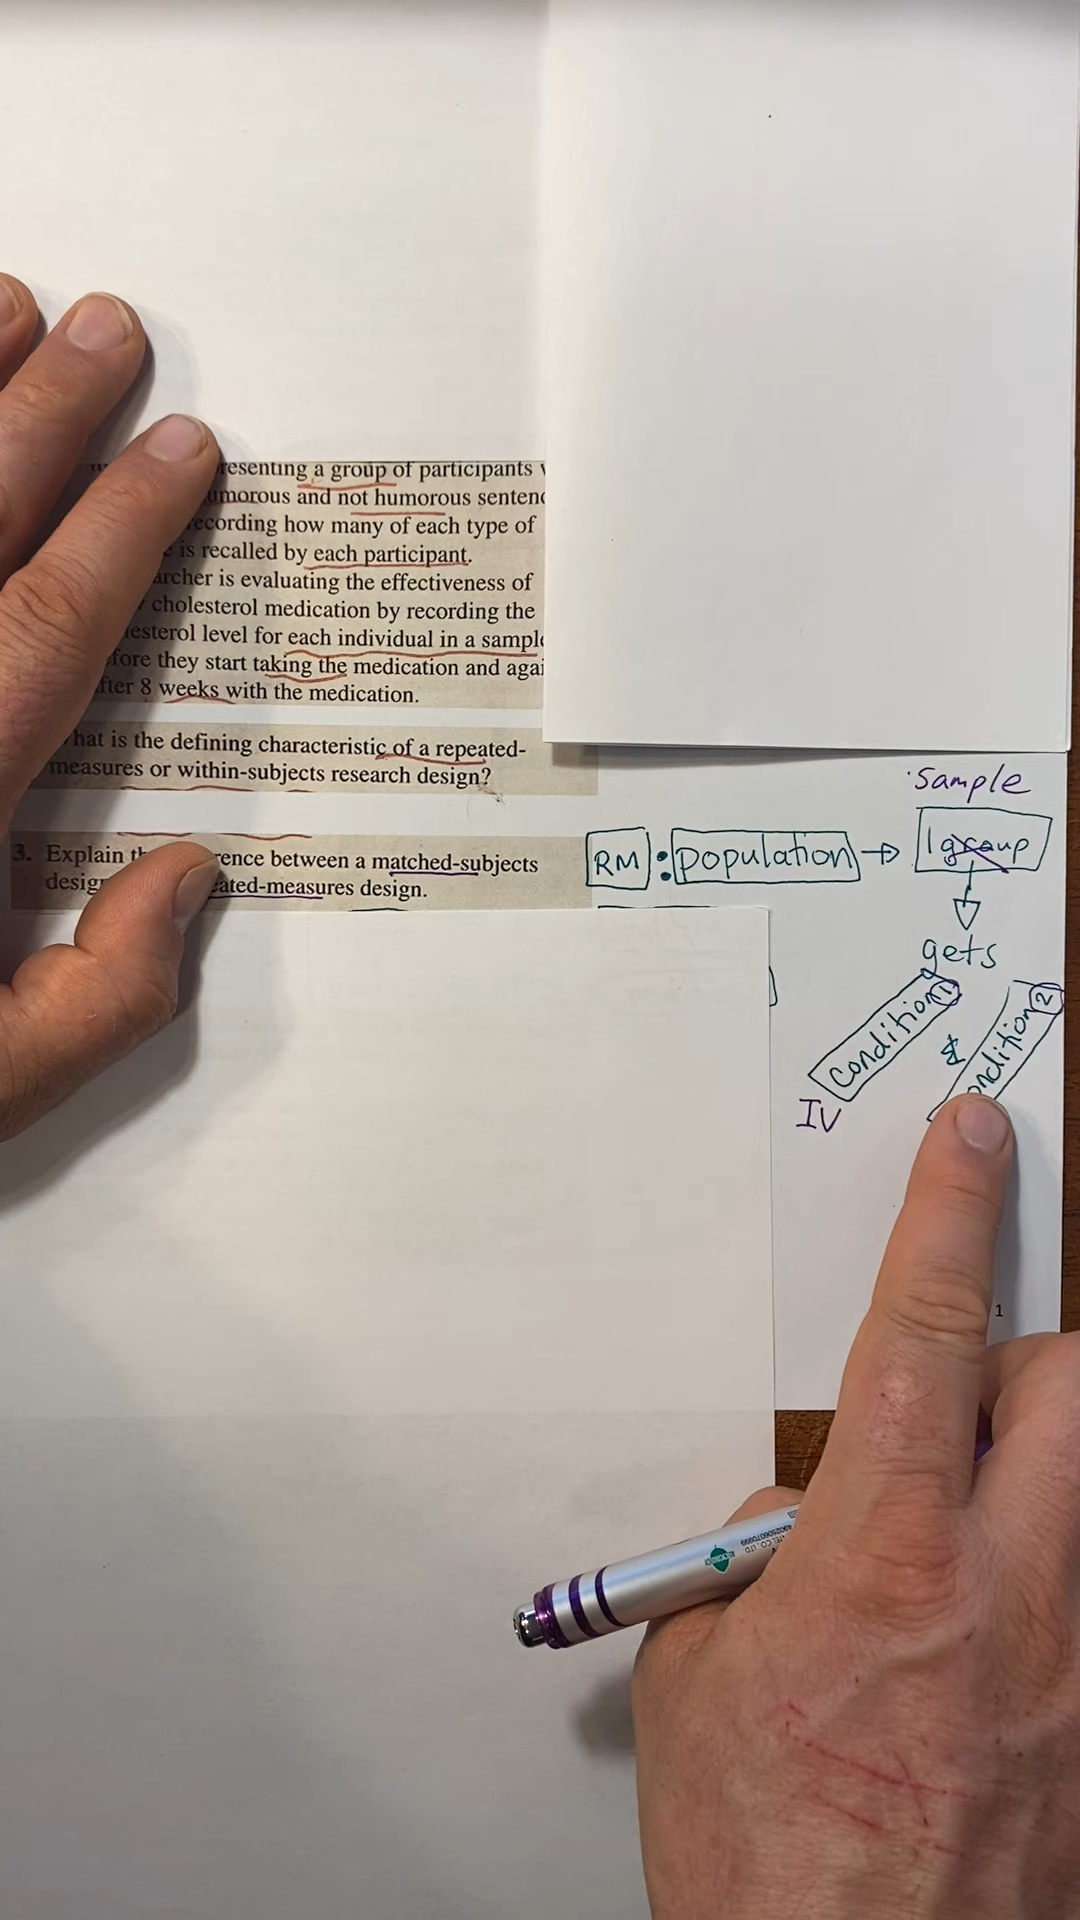 resenting a group of participants
umorous and not humorous
ecording how many of each type of
is recalled by each participant.
archer is evaluating the effectiveness of
cholesterol medication by recording the
esterol level for each individual in a
fore they start taking the medication and
fter 8 weeks with the medication.
hat is the defining characteristic of a repeated-
measures or within-subjects research design?
3. Explain rence between a matched-subjects
desig eated-measures design.
Sample
RM : population → 1 group
gets
Condition 1
&
ondition 2
IV
1